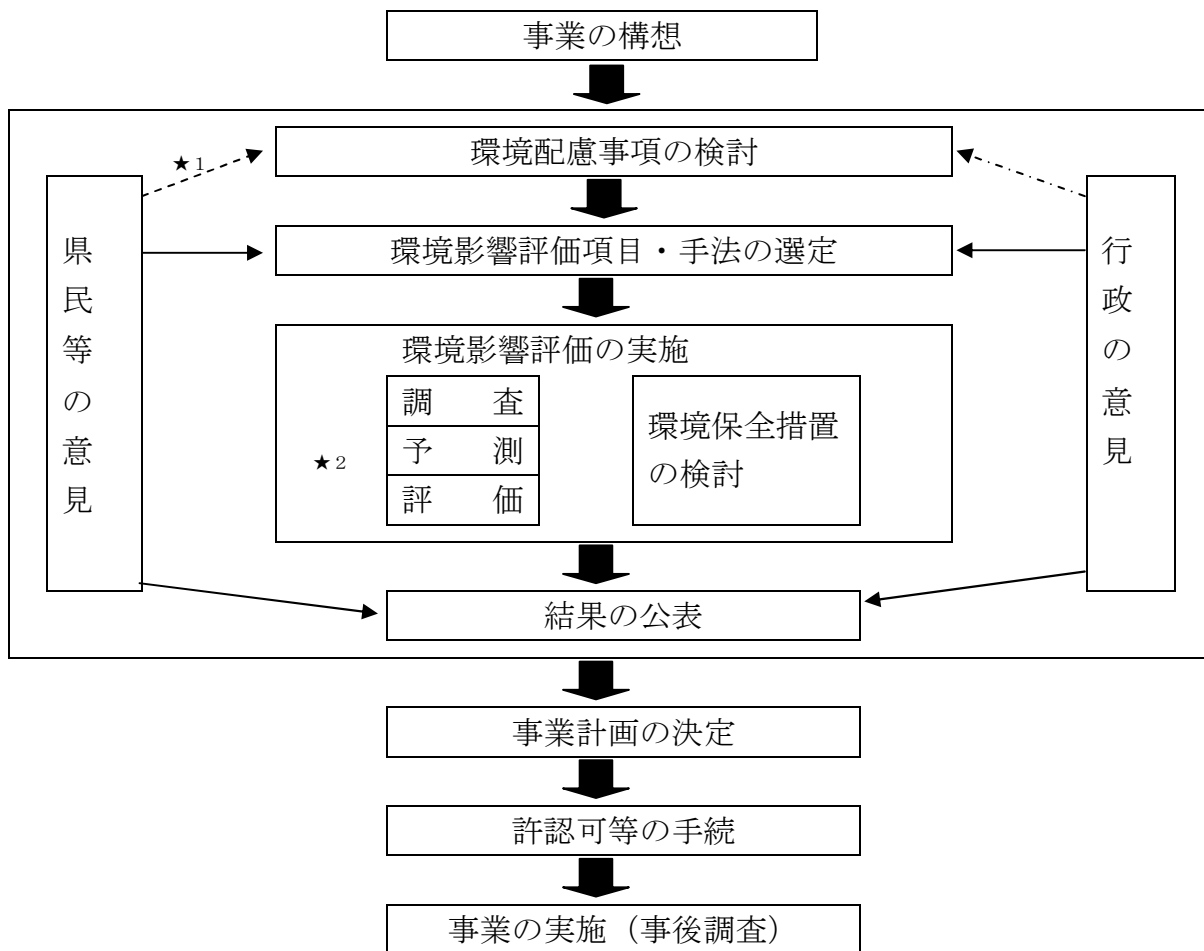 事業の構想
環境配慮事項の検討
★1
県民等の意見
行政の意見
環境影響評価項目・手法の選定
環境影響評価の実施
調　査
予　測
評　価
★2
環境保全措置
の検討
結果の公表
事業計画の決定
許認可等の手続
事業の実施（事後調査）